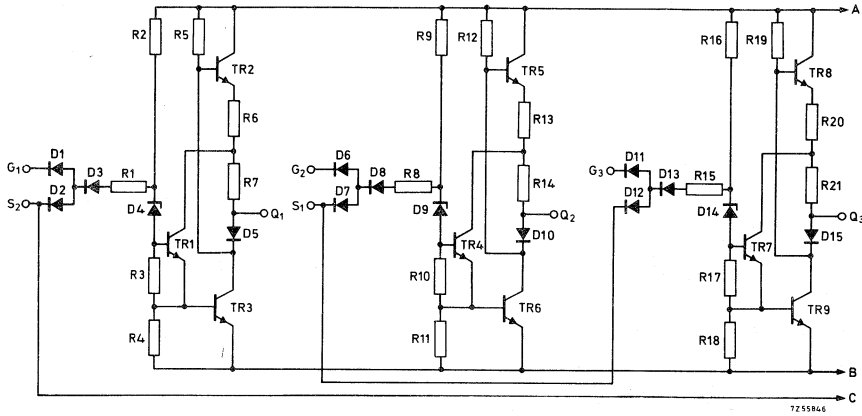 A
R2
R5
R9
R12
R16
R19
TR2
TR5
TR8
R6
R13
R20
D1
G1
D3
R1
D2
S2
D4
R7
Q1
D6
G2
D8
R8
D7
S1
D9
R14
Q2
D11
G3
D13
R15
D12
D14
R21
Q3
TR1
D5
TR4
D10
TR7
D15
R3
R10
R17
TR3
TR6
TR9
R4
R11
R18
B
C
7Z55846